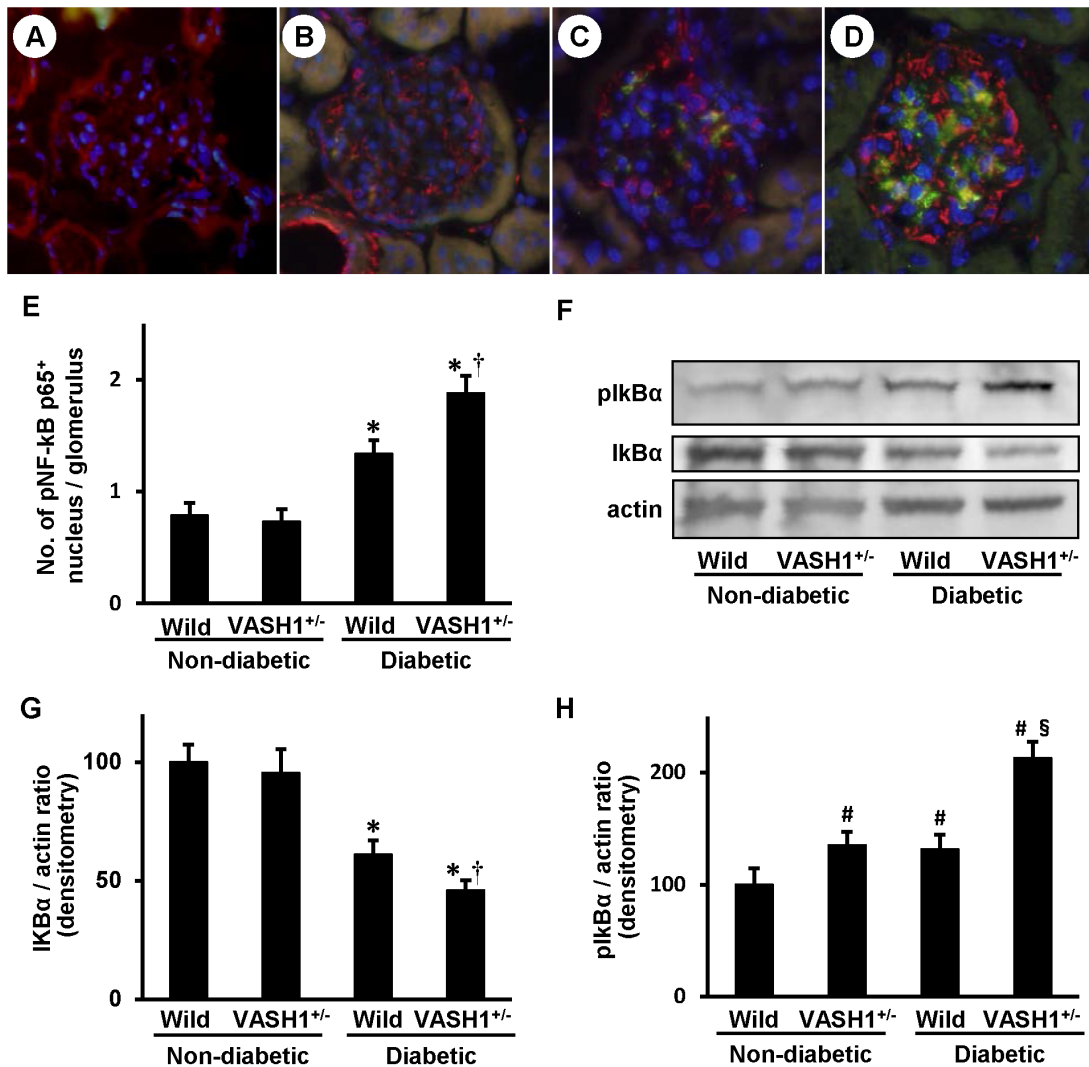 A
B
C
D
E
No. of pNF-kB p65+
nucleus / glomerulus
2
1
0
*
* †
Wild VASH1+/- Wild VASH1+/-
Non-diabetic Diabetic
F
pIkBα
IkBα
actin
Wild VASH1+/- Wild VASH1+/-
Non-diabetic Diabetic
G
IKBα / actin ratio
(densitometry)
100
50
0
*
* †
Wild VASH1+/- Wild VASH1+/-
Non-diabetic Diabetic
H
pIkBα / actin ratio
(densitometry)
200
100
0
#
#
# §
Wild VASH1+/- Wild VASH1+/-
Non-diabetic Diabetic